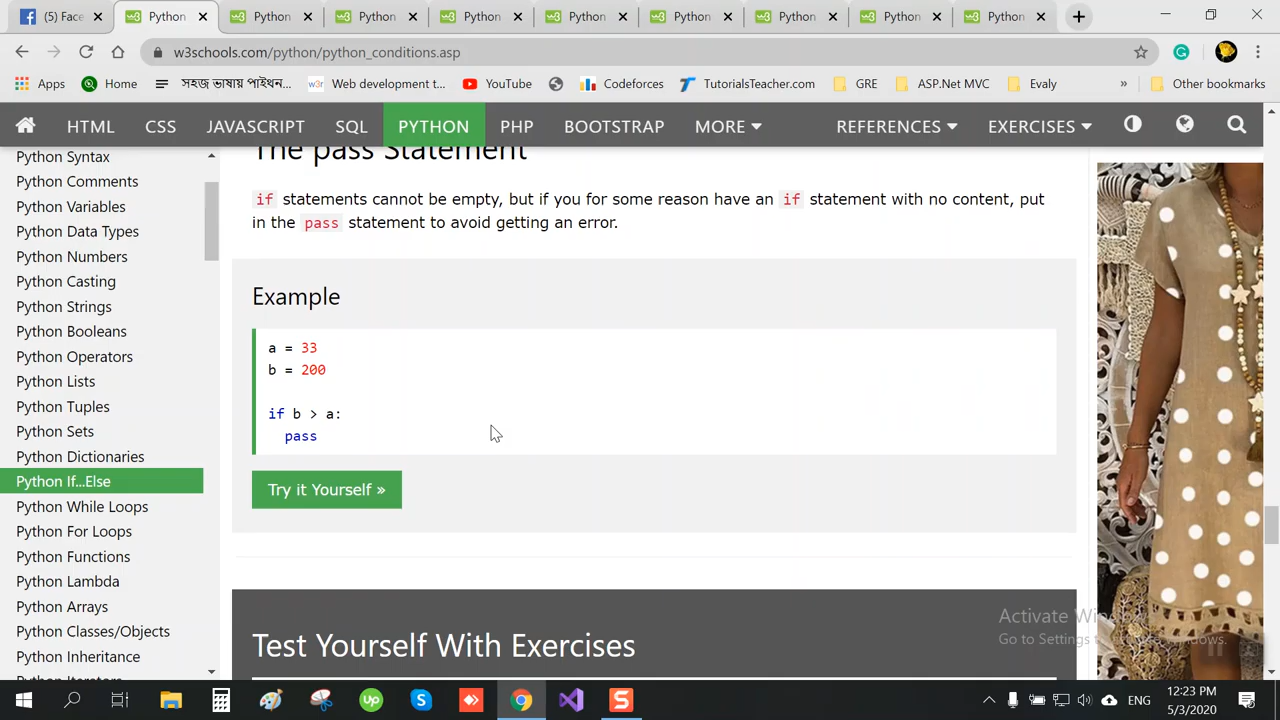 (5) Face
Python
Python
Python
Python
Python
Python
Python
Python
Python
w3schools.com/python/python_conditions.asp
Apps
Home
সহজ ভাষায় পাইথন...
Web development t...
YouTube
Codeforces
TutorialsTeacher.com
GRE
ASP.Net MVC
Evaly
»
Other bookmarks
HTML
CSS
JAVASCRIPT
SQL
PYTHON
PHP
BOOTSTRAP
MORE
REFERENCES
EXERCISES
Python Syntax
Python Comments
Python Variables
Python Data Types
Python Numbers
Python Casting
Python Strings
Python Booleans
Python Operators
Python Lists
Python Tuples
Python Sets
Python Dictionaries
Python If...Else
Python While Loops
Python For Loops
Python Functions
Python Lambda
Python Arrays
Python Classes/Objects
Python Inheritance
The pass Statement
if statements cannot be empty, but if you for some reason have an if statement with no content, put
in the pass statement to avoid getting an error.
Example
a = 33
b = 200
if b > a:
pass
Try it Yourself »
Test Yourself With Exercises
Activate Windows
Go to Settings to activate Windows.
ENG
12:23 PM
5/3/2020